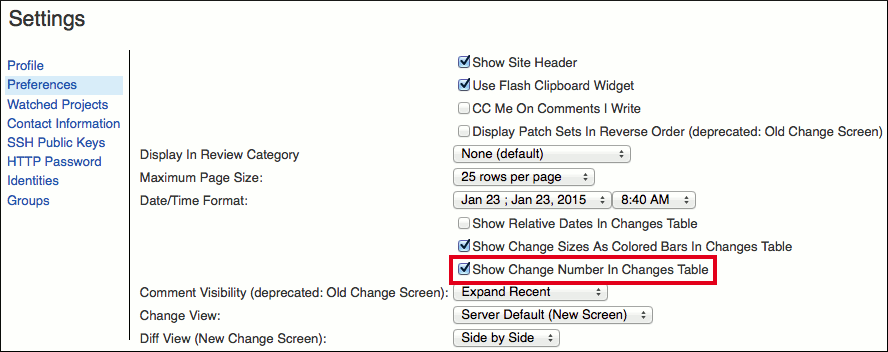 Settings
Profile
Preferences
Watched Projects
Contact Information
SSH Public Keys
HTTP Password
Identities
Groups
Show Site Header
Use Flash Clipboard Widget
CC Me On Comments I Write
Display Patch Sets In Reverse Order (deprecated: Old Change Screen)
Display In Review Category None (default)
Maximum Page Size: 25 rows per page
Date/Time Format: Jan 23 ; Jan 23, 2015 8:40 AM
Show Relative Dates In Changes Table
Show Change Sizes As Colored Bars In Changes Table
Show Change Number In Changes Table
Comment Visibility (deprecated: Old Change Screen): Expand Recent
Change View: Server Default (New Screen)
Diff View (New Change Screen): Side by Side